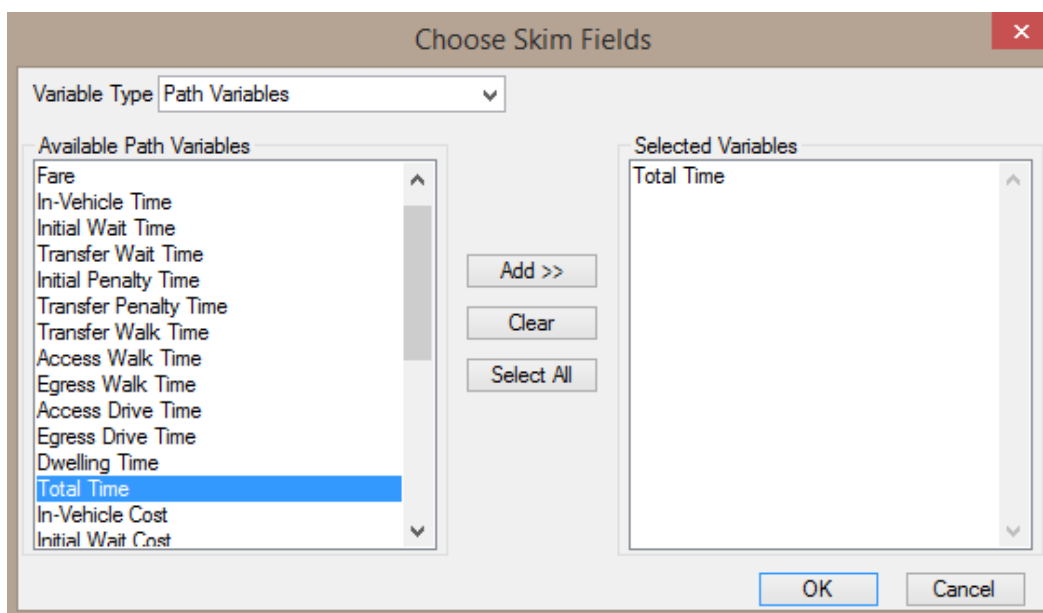 Choose Skim Fields
Variable Type Path Variables
Available Path Variables
Fare
In-Vehicle Time
Initial Wait Time
Transfer Wait Time
Initial Penalty Time
Transfer Penalty Time
Transfer Walk Time
Access Walk Time
Egress Walk Time
Access Drive Time
Egress Drive Time
Dwelling Time
Total Time
In-Vehicle Cost
Initial Wait Cost
Add >>
Clear
Select All
Selected Variables
Total Time
OK
Cancel